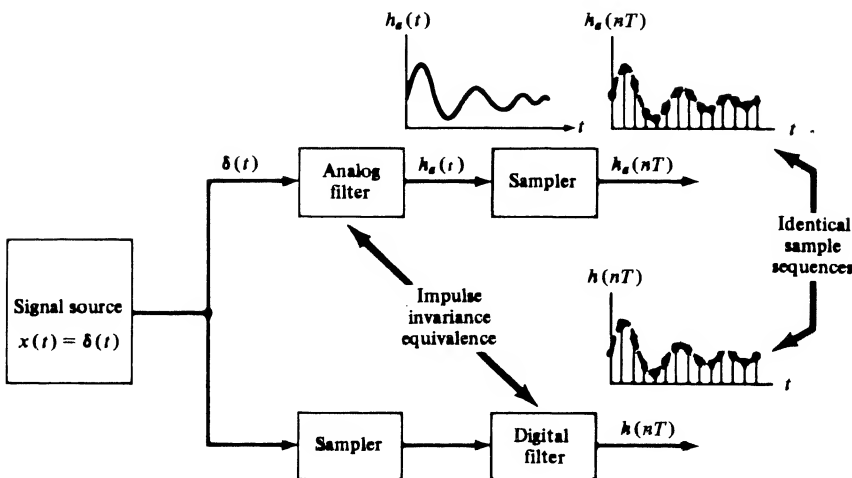 hₐ(t)
hₐ(nT)
t
t
δ(t)
Analog
filter
hₐ(t)
Sampler
hₐ(nT)
Identical
sample
sequences
Signal source
x(t) = δ(t)
Impulse
invariance
equivalence
h(nT)
t
Sampler
Digital
filter
h(nT)